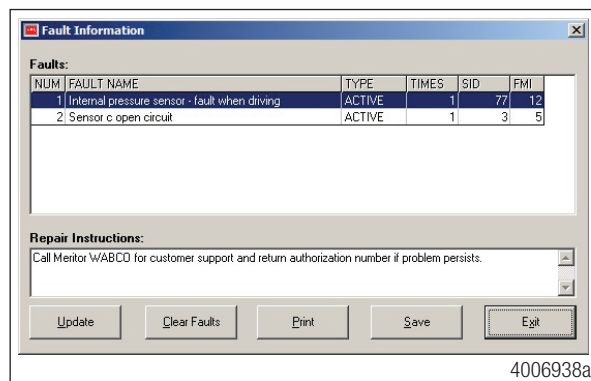 Fault Information
Faults:
NUM FAULT NAME TYPE TIMES SID FMI
1 Internal pressure sensor - fault when driving ACTIVE 1 77 12
2 Sensor c open circuit ACTIVE 1 3 5
Repair Instructions:
Call Meritor WABCO for customer support and return authorization number if problem persists.
Update Clear Faults Print Save Exit
4006938a